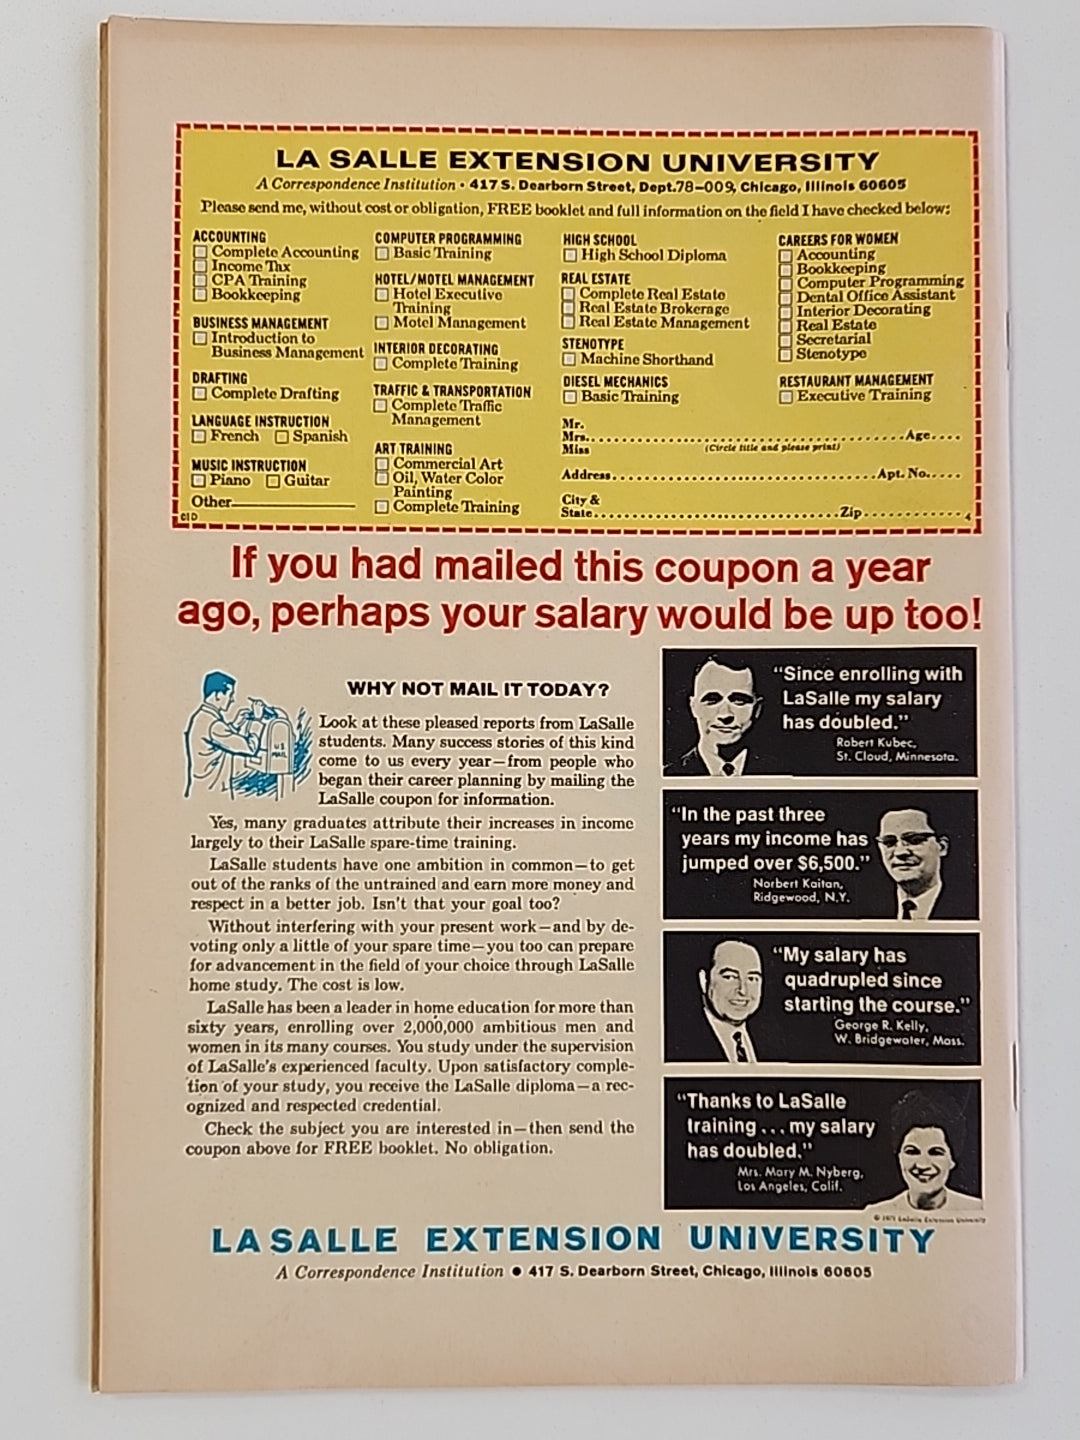 LA SALLE EXTENSION UNIVERSITY
A Correspondence Institution • 417 S. Dearborn Street, Dept. 78-009, Chicago, Illinois 60605
Please send me, without cost or obligation, FREE booklet and full information on the field I have checked below:
ACCOUNTING
Complete Accounting
Income Tax
CPA Training
Bookkeeping
BUSINESS MANAGEMENT
Introduction to
Business Management
DRAFTING
Complete Drafting
LANGUAGE INSTRUCTION
French Spanish
MUSIC INSTRUCTION
Piano Guitar
Other
CID
COMPUTER PROGRAMMING
Basic Training
HOTEL/MOTEL MANAGEMENT
Hotel Executive
Training
Motel Management
INTERIOR DECORATING
Complete Training
TRAFFIC & TRANSPORTATION
Complete Traffic
Management
ART TRAINING
Commercial Art
Oil, Water Color
Painting
Complete Training
HIGH SCHOOL
High School Diploma
REAL ESTATE
Complete Real Estate
Real Estate Brokerage
Real Estate Management
STENOTYPE
Machine Shorthand
DIESEL MECHANICS
Basic Training
CAREERS FOR WOMEN
Accounting
Bookkeeping
Computer Programming
Dental Office Assistant
Interior Decorating
Real Estate
Secretarial
Stenotype
RESTAURANT MANAGEMENT
Executive Training
Mr.
Mrs. Age
Miss (Circle title and please print)
Address Apt. No.
City &
State Zip
4
If you had mailed this coupon a year
ago, perhaps your salary would be up too!
WHY NOT MAIL IT TODAY?
U S
MAIL
Look at these pleased reports from LaSalle
students. Many success stories of this kind
come to us every year—from people who
began their career planning by mailing the
LaSalle coupon for information.
Yes, many graduates attribute their increases in income
largely to their LaSalle spare-time training.
LaSalle students have one ambition in common—to get
out of the ranks of the untrained and earn more money and
respect in a better job. Isn't that your goal too?
Without interfering with your present work—and by de-
voting only a little of your spare time—you too can prepare
for advancement in the field of your choice through LaSalle
home study. The cost is low.
LaSalle has been a leader in home education for more than
sixty years, enrolling over 2,000,000 ambitious men and
women in its many courses. You study under the supervision
of LaSalle's experienced faculty. Upon satisfactory comple-
tion of your study, you receive the LaSalle diploma—a rec-
ognized and respected credential.
Check the subject you are interested in—then send the
coupon above for FREE booklet. No obligation.
"Since enrolling with
LaSalle my salary
has doubled."
Robert Kubec,
St. Cloud, Minnesota.
"In the past three
years my income has
jumped over $6,500."
Norbert Kaitan,
Ridgewood, N.Y.
"My salary has
quadrupled since
starting the course."
George R. Kelly,
W. Bridgewater, Mass.
"Thanks to LaSalle
training ... my salary
has doubled."
Mrs. Mary M. Nyberg,
Los Angeles, Calif.
© 1971 LaSalle Extension University
LA SALLE EXTENSION UNIVERSITY
A Correspondence Institution • 417 S. Dearborn Street, Chicago, Illinois 60605